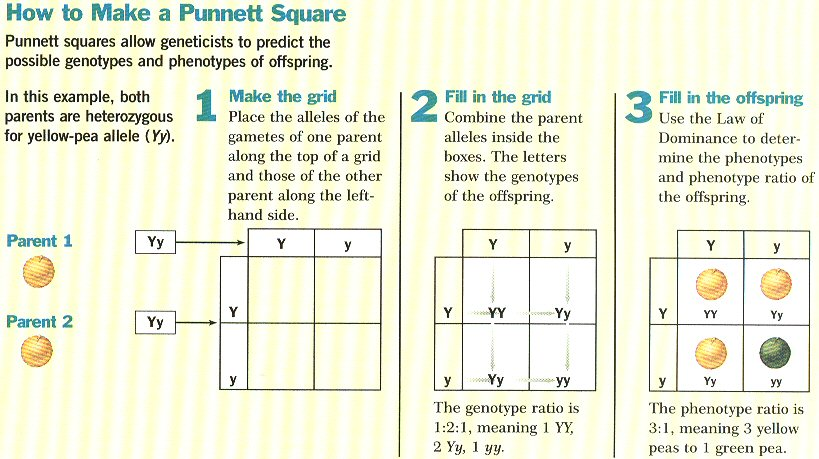 How to Make a Punnett Square
Punnett squares allow geneticists to predict the
possible genotypes and phenotypes of offspring.
In this example, both
parents are heterozygous
for yellow-pea allele (Yy).
1 Make the grid
Place the alleles of the
gametes of one parent
along the top of a grid
and those of the other
parent along the left-
hand side.
Parent 1
Yy
Y y
Parent 2
Yy
Y
y
2 Fill in the grid
Combine the parent
alleles inside the
boxes. The letters
show the genotypes
of the offspring.
Y y
Y YY Yy
y Yy yy
The genotype ratio is
1:2:1, meaning 1 YY,
2 Yy, 1 yy.
3 Fill in the offspring
Use the Law of
Dominance to deter-
mine the phenotypes
and phenotype ratio of
the offspring.
Y y
Y YY Yy
y Yy yy
The phenotype ratio is
3:1, meaning 3 yellow
peas to 1 green pea.